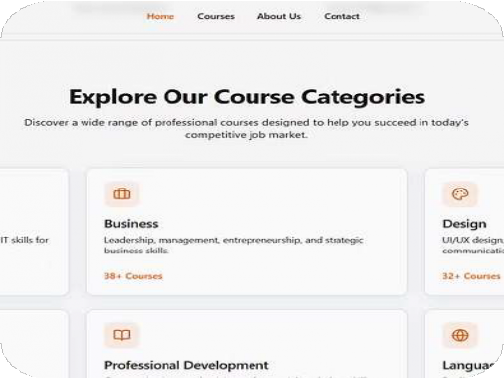 Home Courses About Us Contact
Explore Our Course Categories
Discover a wide range of professional courses designed to help you succeed in today's
competitive job market.
IT skills for
Business
Leadership, management, entrepreneurship, and strategic
business skills.
38+ Courses
Design
UI/UX design,
32+ Courses
Professional Development